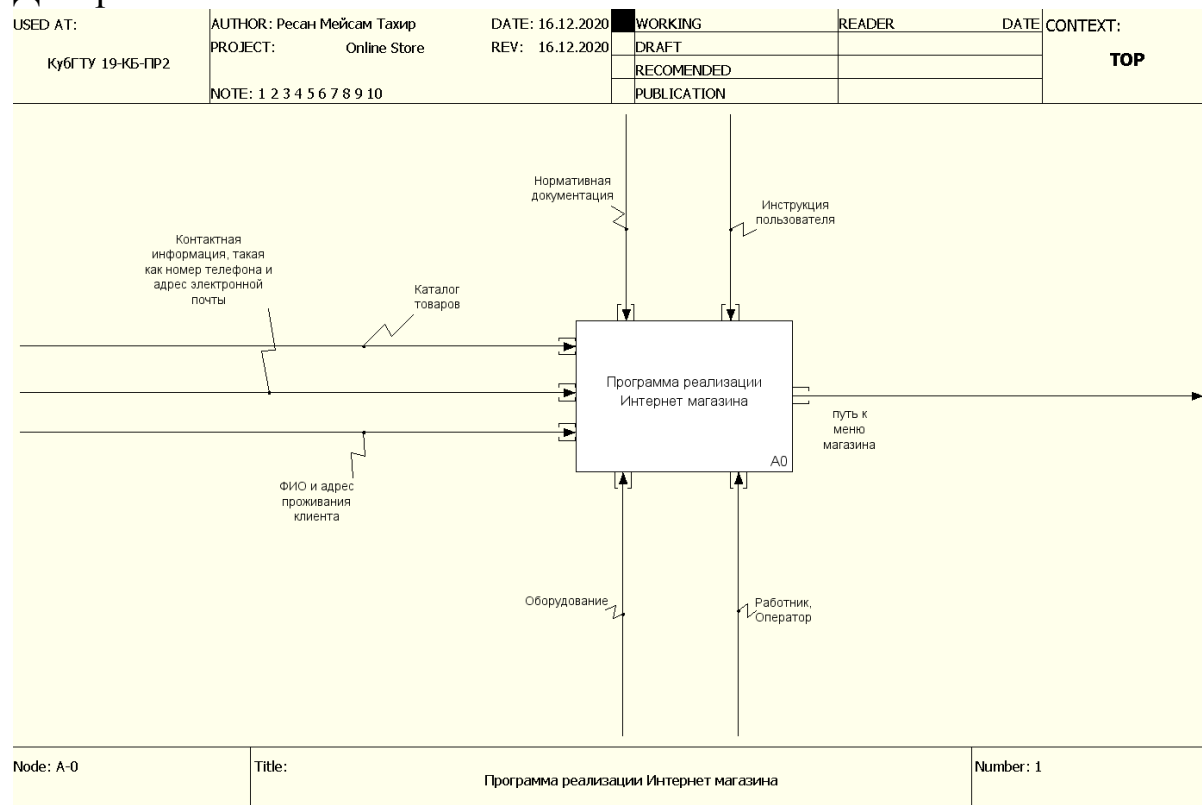 USED AT:
КубГТУ 19-КБ-ПР2
AUTHOR: Ресан Мейсам Тахир
DATE: 16.12.2020
PROJECT: Online Store
REV: 16.12.2020
NOTE: 1 2 3 4 5 6 7 8 9 10
WORKING
DRAFT
RECOMENDED
PUBLICATION
READER
DATE
CONTEXT:
TOP
Нормативная
документация
Инструкция
пользователя
Контактная
информация, такая
как номер телефона и
адрес электронной
почты
Каталог
товаров
Программа реализации
Интернет магазина
A0
путь к
меню
магазина
ФИО и адрес
проживания
клиента
Оборудование
Работник,
Оператор
Node: A-0
Title:
Программа реализации Интернет магазина
Number: 1